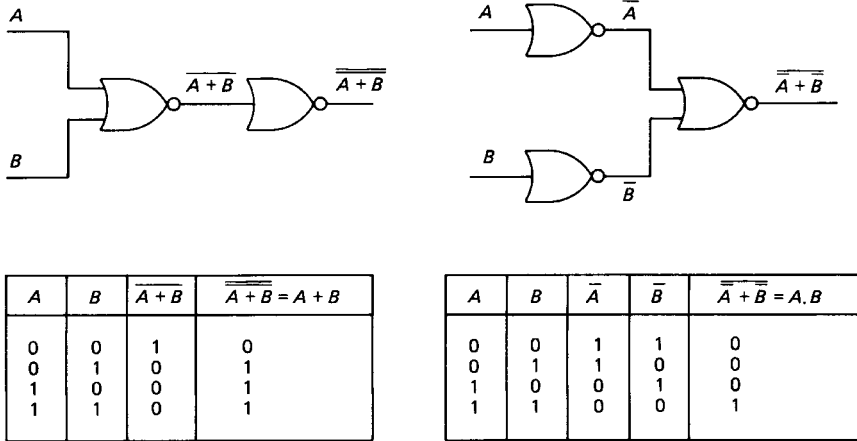 A
A̅ ̅+̅ ̅B̅
A̿ ̿+̿ ̿B̿
B
A
A̅
A̿ ̅+̅ B̿
B
B̅
A B A̅ ̅+̅ ̅B̅ A̿ ̿+̿ ̿B̿ = A + B
0 0 1 0
0 1 0 1
1 0 0 1
1 1 0 1
A B A̅ B̅ A̿ ̅+̅ B̿ = A.B
0 0 1 1 0
0 1 1 0 0
1 0 0 1 0
1 1 0 0 1